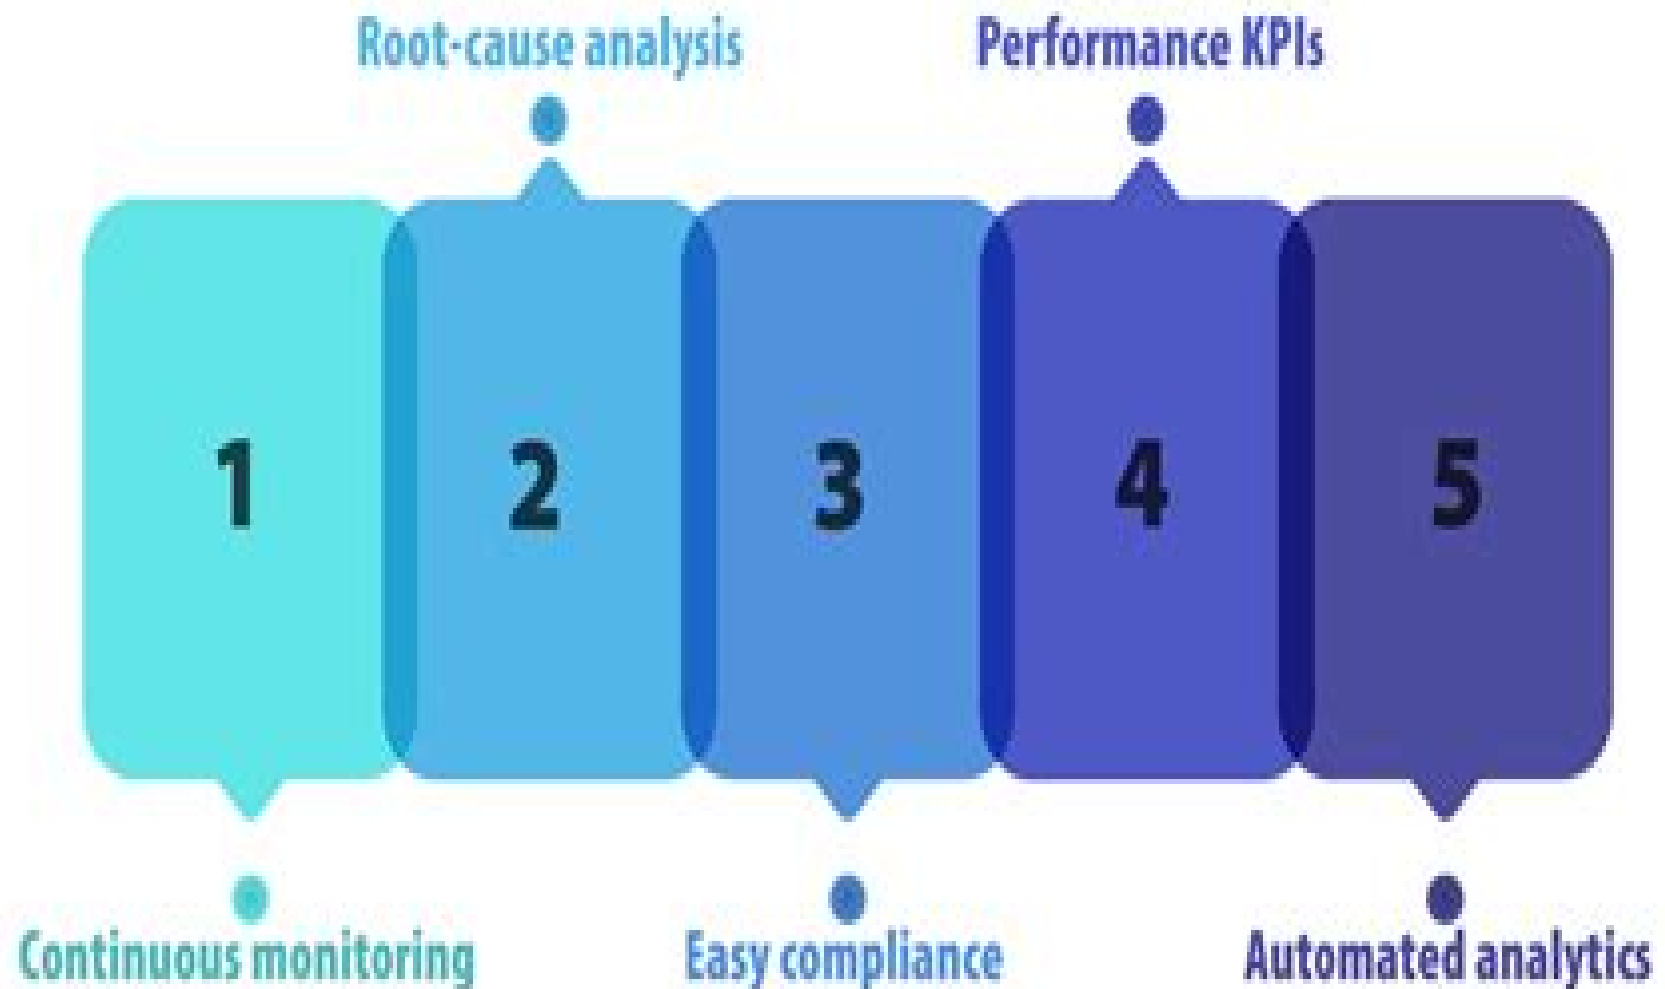 Root-cause analysis
Performance KPIs
1
2
3
4
5
Continuous monitoring
Easy compliance
Automated analytics